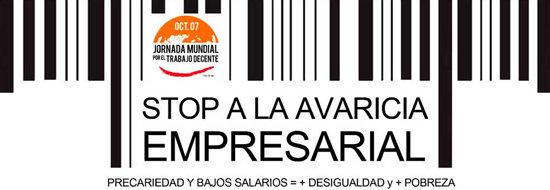 OCT. 07
JORNADA MUNDIAL
POR EL TRABAJO DECENTE
STOP A LA AVARICIA
EMPRESARIAL
PRECARIEDAD Y BAJOS SALARIOS = + DESIGUALDAD y + POBREZA